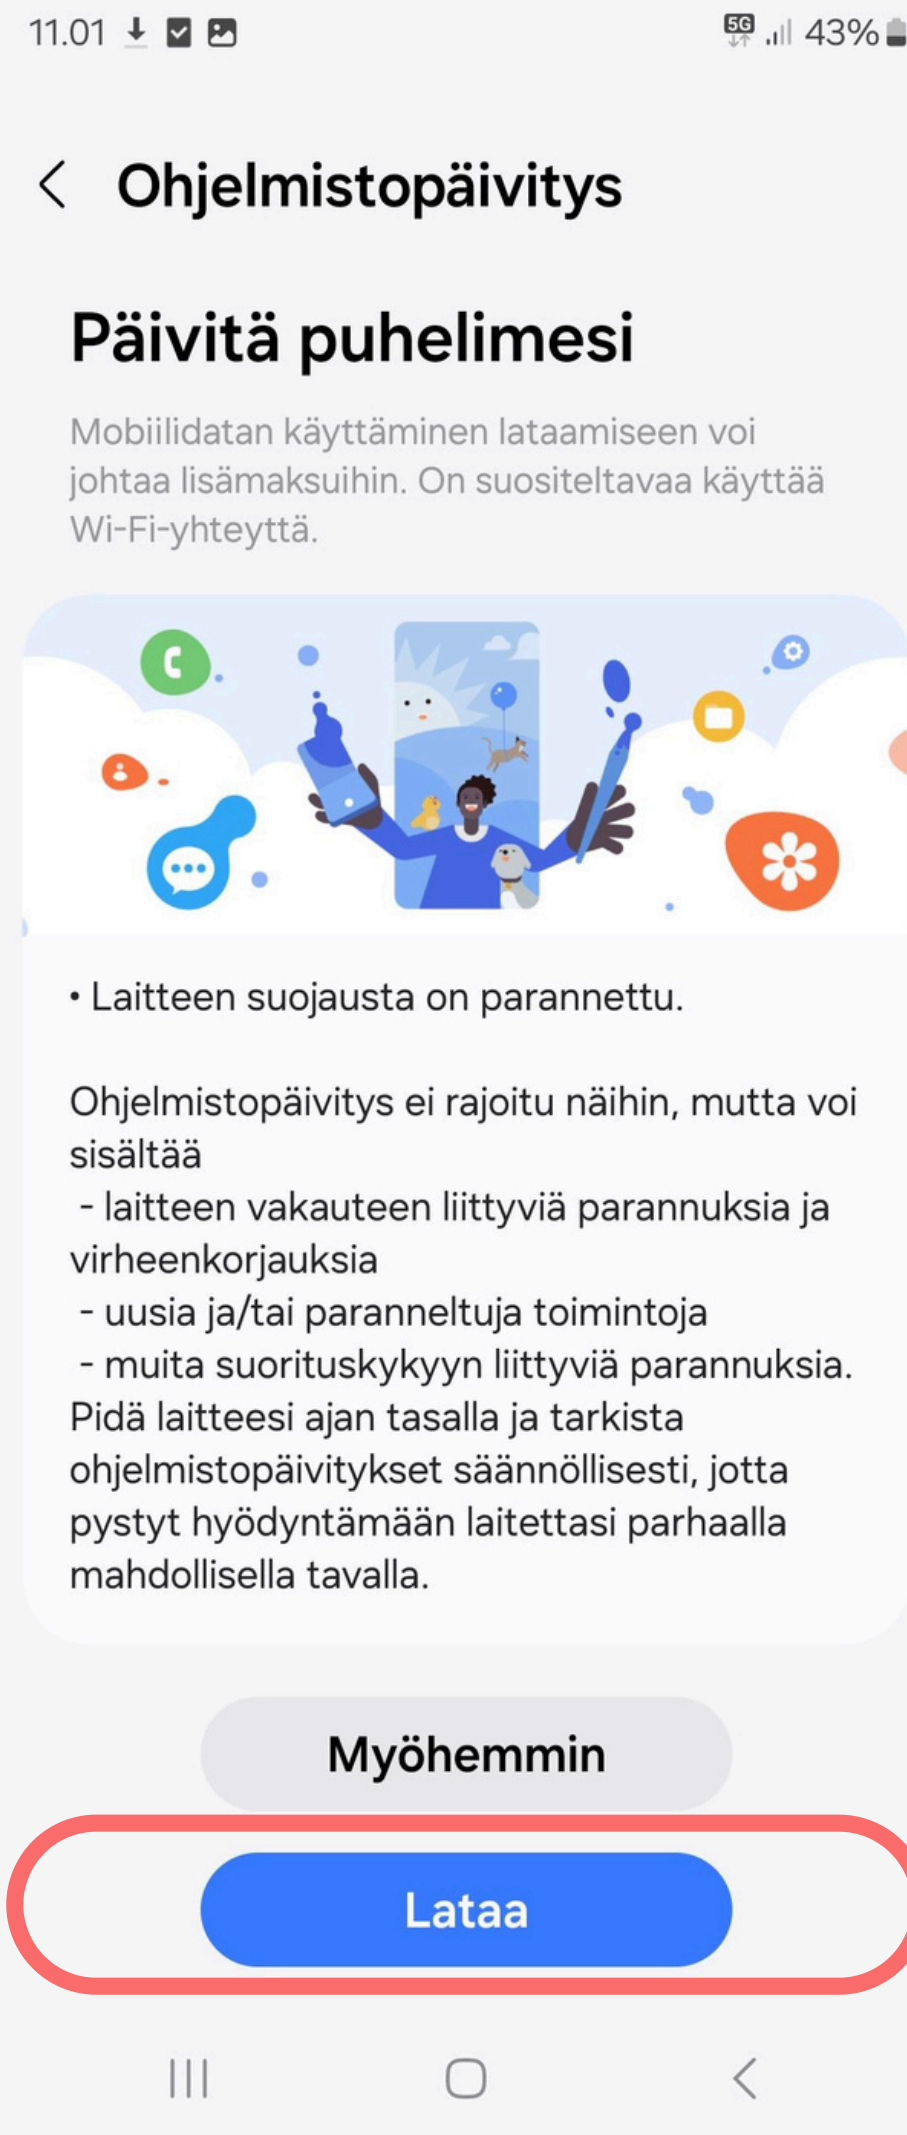 11.01
5G
43%
Ohjelmistopäivitys
Päivitä puhelimesi
Mobiilidatan käyttäminen lataamiseen voi
johtaa lisämaksuihin. On suositeltavaa käyttää
Wi-Fi-yhteyttä.
• Laitteen suojausta on parannettu.
Ohjelmistopäivitys ei rajoitu näihin, mutta voi
sisältää
- laitteen vakauteen liittyviä parannuksia ja
virheenkorjauksia
- uusia ja/tai paranneltuja toimintoja
- muita suorituskykyyn liittyviä parannuksia.
Pidä laitteesi ajan tasalla ja tarkista
ohjelmistopäivitykset säännöllisesti, jotta
pystyt hyödyntämään laitettasi parhaalla
mahdollisella tavalla.
Myöhemmin
Lataa